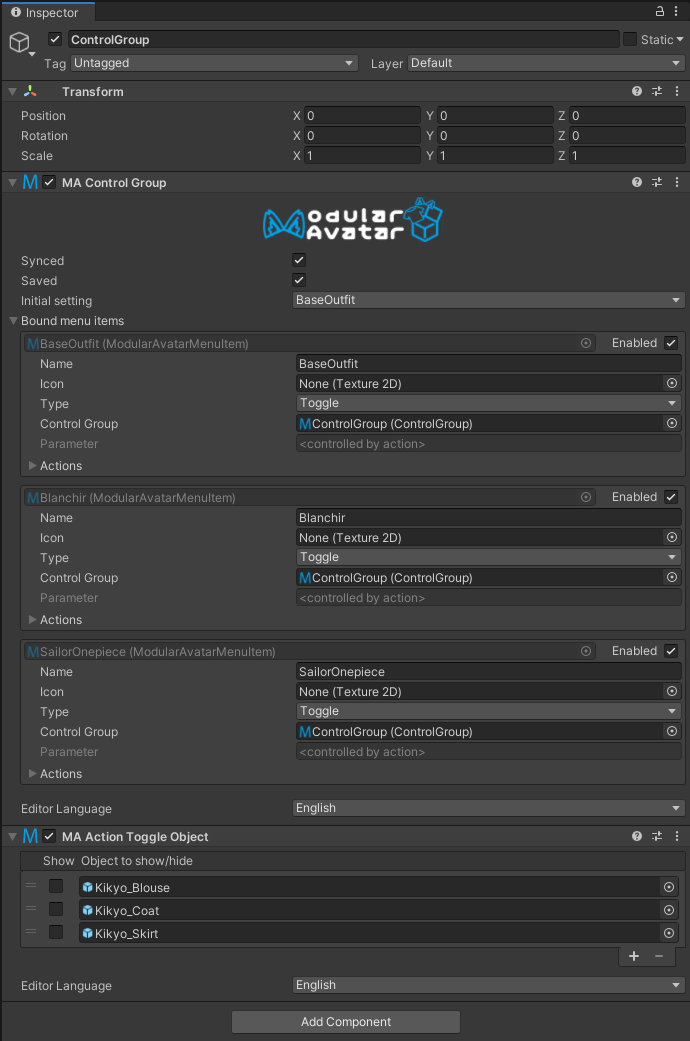 Inspector
ControlGroup Static
Tag Untagged Layer Default
Transform
Position X 0 Y 0 Z 0
Rotation X 0 Y 0 Z 0
Scale X 1 Y 1 Z 1
MA Control Group
Modular
Avatar
Synced
Saved
Initial setting BaseOutfit
Bound menu items
BaseOutfit (ModularAvatarMenuItem) Enabled
Name BaseOutfit
Icon None (Texture 2D)
Type Toggle
Control Group ControlGroup (ControlGroup)
Parameter <controlled by action>
Actions
Blanchir (ModularAvatarMenuItem) Enabled
Name Blanchir
Icon None (Texture 2D)
Type Toggle
Control Group ControlGroup (ControlGroup)
Parameter <controlled by action>
Actions
SailorOnepiece (ModularAvatarMenuItem) Enabled
Name SailorOnepiece
Icon None (Texture 2D)
Type Toggle
Control Group ControlGroup (ControlGroup)
Parameter <controlled by action>
Actions
Editor Language English
MA Action Toggle Object
Show Object to show/hide
Kikyo_Blouse
Kikyo_Coat
Kikyo_Skirt
Editor Language English
Add Component